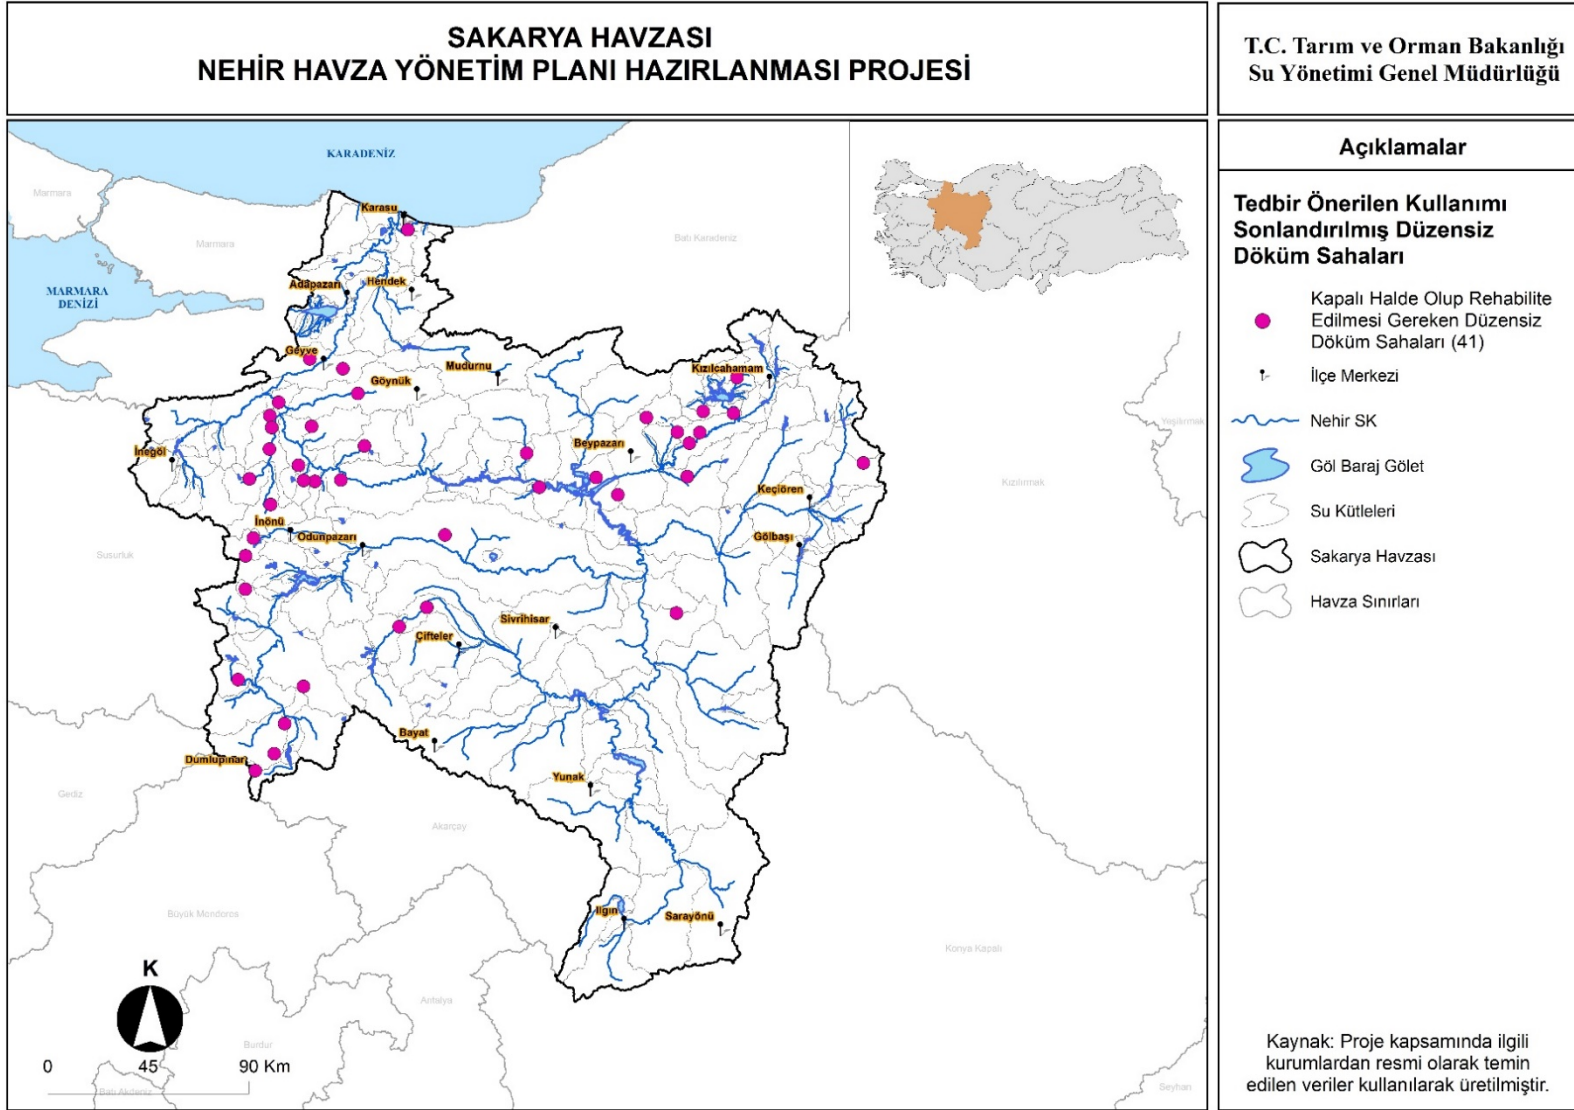 SAKARYA HAVZASI
NEHİR HAVZA YÖNETİM PLANI HAZIRLANMASI PROJESİ
T.C. Tarım ve Orman Bakanlığı
Su Yönetimi Genel Müdürlüğü
KARADENİZ
Marmara
Karasu
Marmara
Batı Karadeniz
MARMARA
DENİZİ
Adapazarı
Hendek
Geyve
Mudurnu
Göynük
Kızılcahamam
Yeşilırmak
İnegöl
Beypazarı
Kızılırmak
Keçiören
İnönü
Odunpazarı
Gölbaşı
Susurluk
Sivrihisar
Çifteler
Bayat
Dumlupınar
Yunak
Gediz
Akarçay
Büyük Menderes
Ilgın
Sarayönü
Konya Kapalı
K
Antalya
Burdur
0 45 90 Km
Batı Akdeniz
Seyhan
Açıklamalar
Tedbir Önerilen Kullanımı
Sonlandırılmış Düzensiz
Döküm Sahaları
Kapalı Halde Olup Rehabilite
Edilmesi Gereken Düzensiz
Döküm Sahaları (41)
İlçe Merkezi
Nehir SK
Göl Baraj Gölet
Su Kütleleri
Sakarya Havzası
Havza Sınırları
Kaynak: Proje kapsamında ilgili
kurumlardan resmi olarak temin
edilen veriler kullanılarak üretilmiştir.